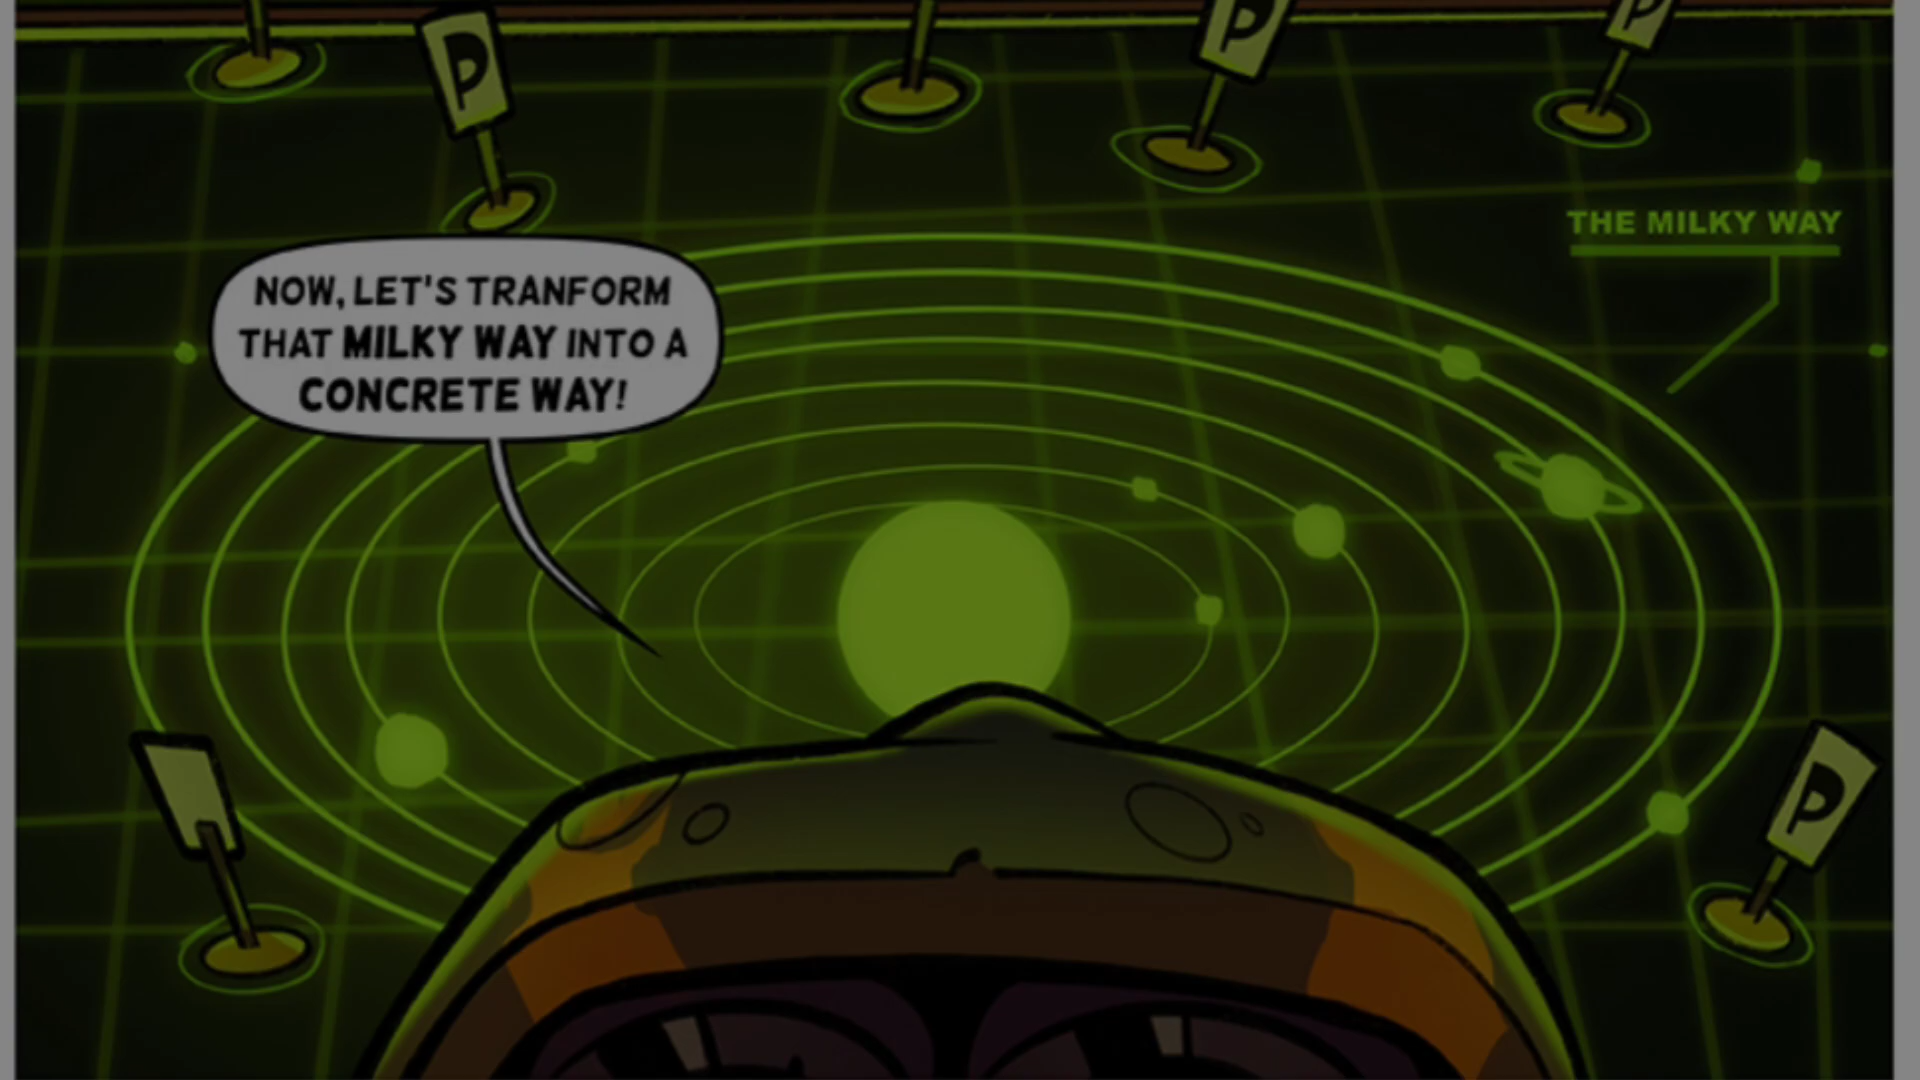 P
P
P
THE MILKY WAY
NOW, LET'S TRANFORM
THAT MILKY WAY INTO A
CONCRETE WAY!
P